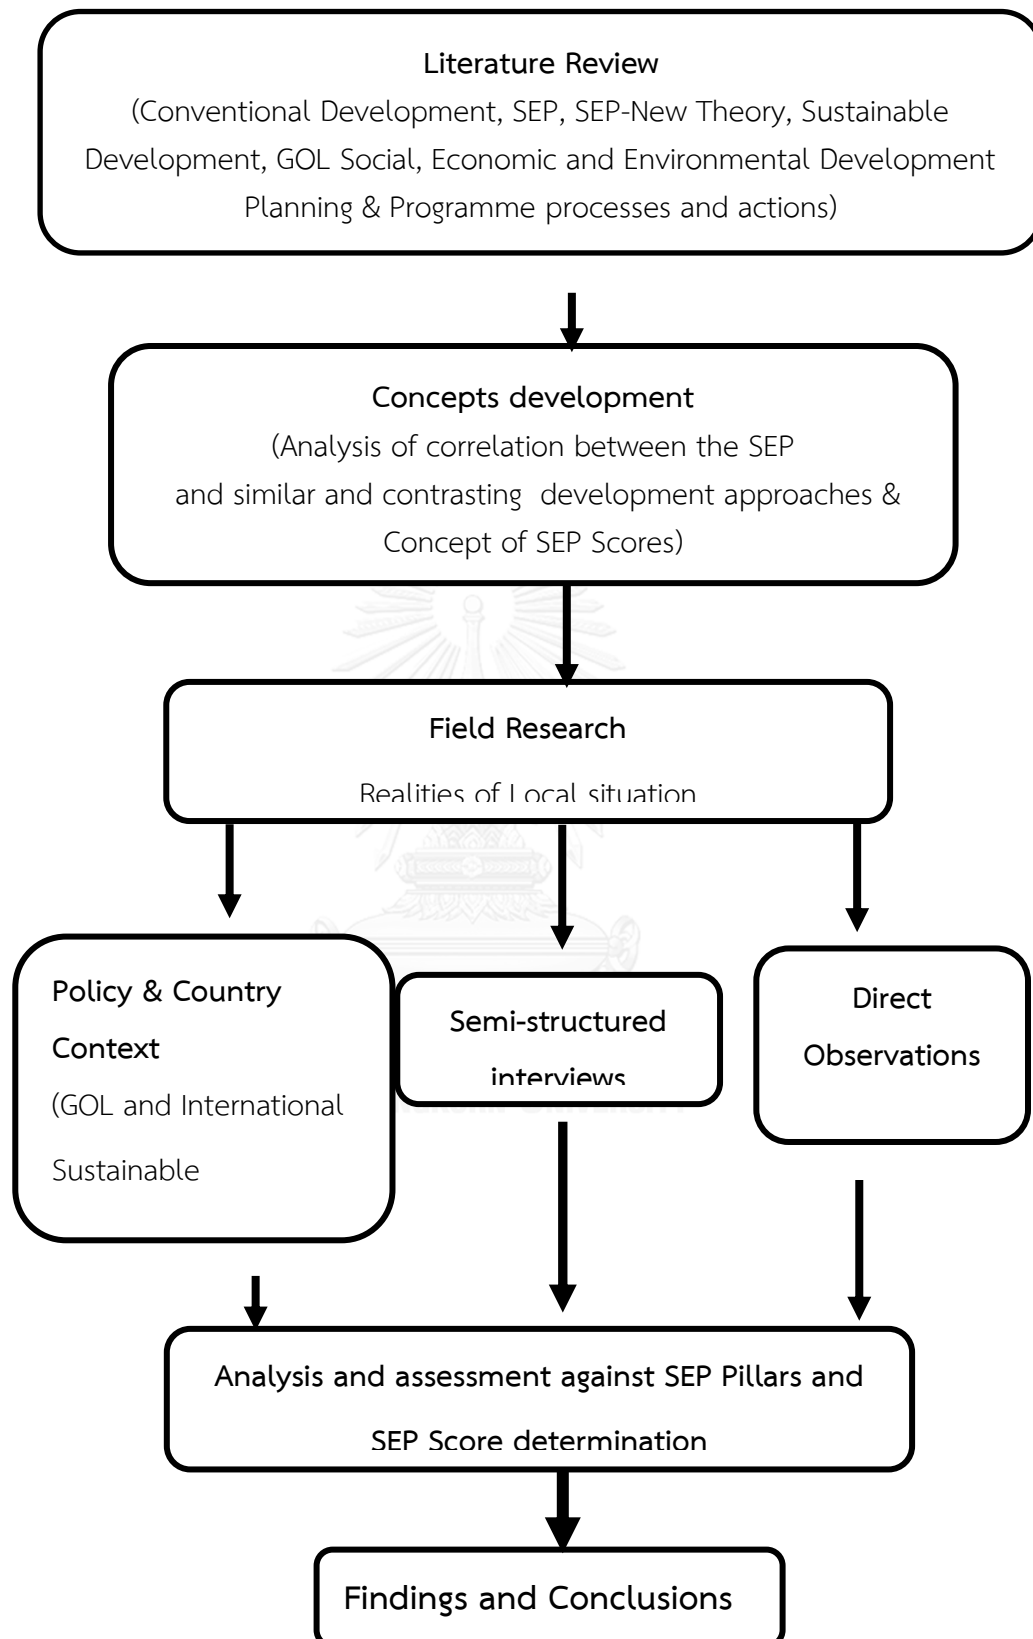 Literature Review
(Conventional Development, SEP, SEP-New Theory, Sustainable
Development, GOL Social, Economic and Environmental Development
Planning & Programme processes and actions)
Concepts development
(Analysis of correlation between the SEP
and similar and contrasting development approaches &
Concept of SEP Scores)
Field Research
Realities of Local situation
Policy & Country
Context
(GOL and International
Sustainable
Semi-structured
interviews
Direct
Observations
Analysis and assessment against SEP Pillars and
SEP Score determination
Findings and Conclusions